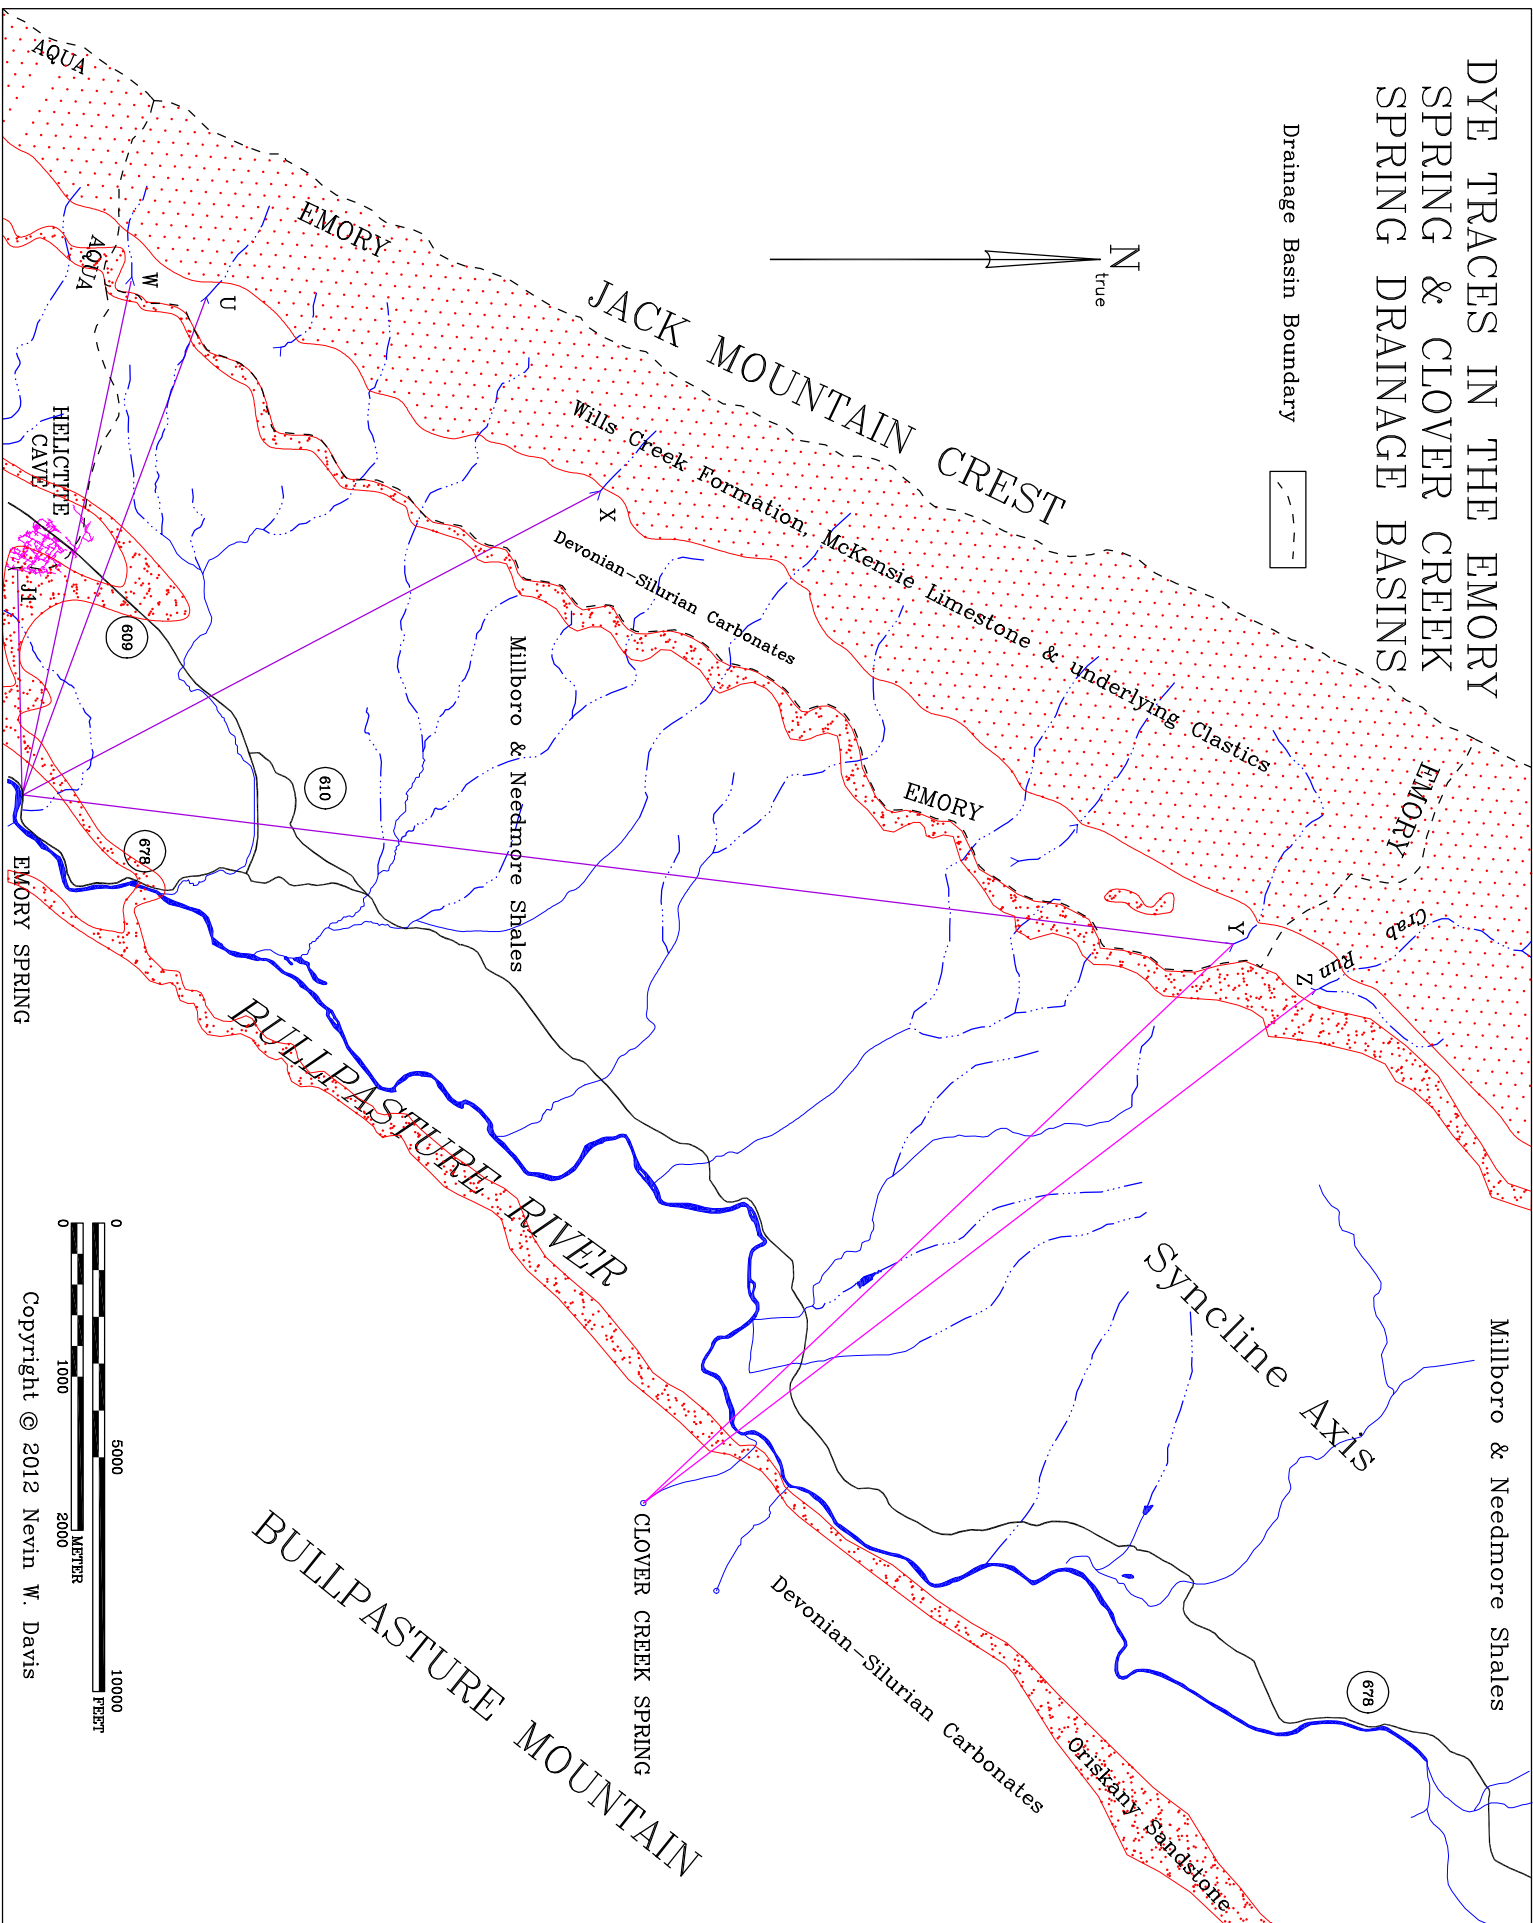 DYE TRACES IN THE EMORY
SPRING & CLOVER CREEK
SPRING DRAINAGE BASINS
Drainage Basin Boundary
N
true
JACK MOUNTAIN CREST
Millboro & Needmore Shales
Syncline Axis
EMORY
Crab
Run
Z
Y
EMORY
Wills Creek Formation, McKensie Limestone & underlying Clastics
Devonian-Silurian Carbonates
X
Millboro & Needmore Shales
EMORY
U
W
AQUA
AQUA
HELICTITE
CAVE
J1
609
610
678
678
EMORY SPRING
BULLPASTURE RIVER
CLOVER CREEK SPRING
Devonian-Silurian Carbonates
Oriskany Sandstone
BULLPASTURE MOUNTAIN
0 5000 10000
FEET
0 1000 2000
METER
Copyright © 2012 Nevin W. Davis